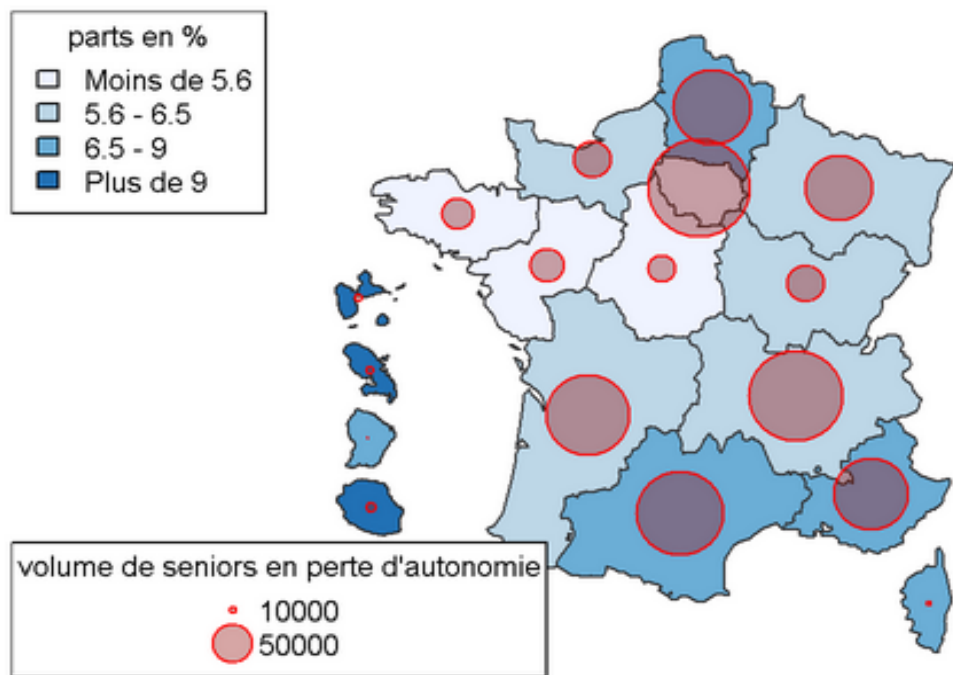 parts en %
Moins de 5.6
5.6 - 6.5
6.5 - 9
Plus de 9
volume de seniors en perte d'autonomie
10000
50000